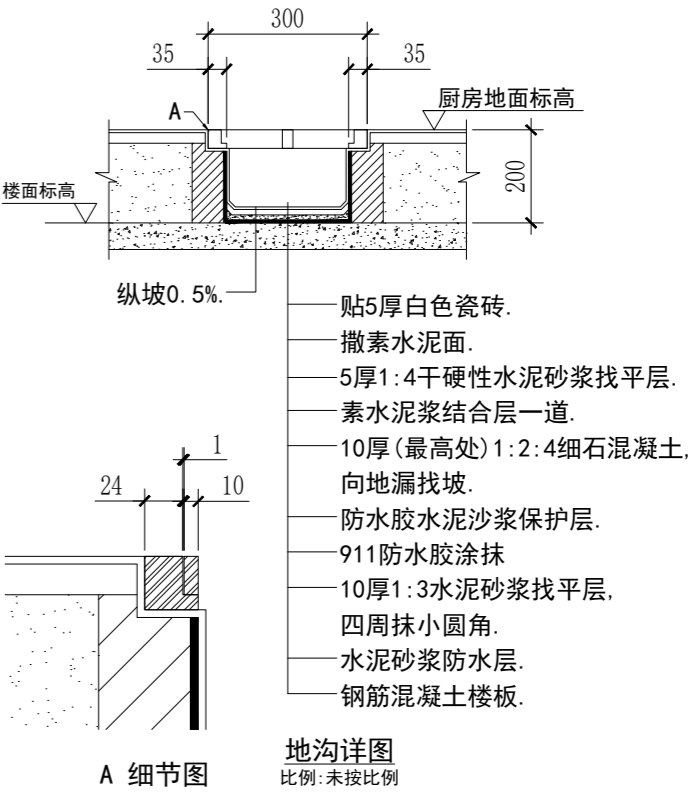 300
35
35
A
厨房地面标高
200
楼面标高
纵坡0.5%.
贴5厚白色瓷砖.
撒素水泥面.
5厚1:4干硬性水泥砂浆找平层.
素水泥浆结合层一道.
10厚(最高处)1:2:4细石混凝土,
向地漏找坡.
防水胶水泥沙浆保护层.
911防水胶涂抹
10厚1:3水泥砂浆找平层,
四周抹小圆角.
水泥砂浆防水层.
钢筋混凝土楼板.
1
24
10
A 细节图
地沟详图
比例:未按比例